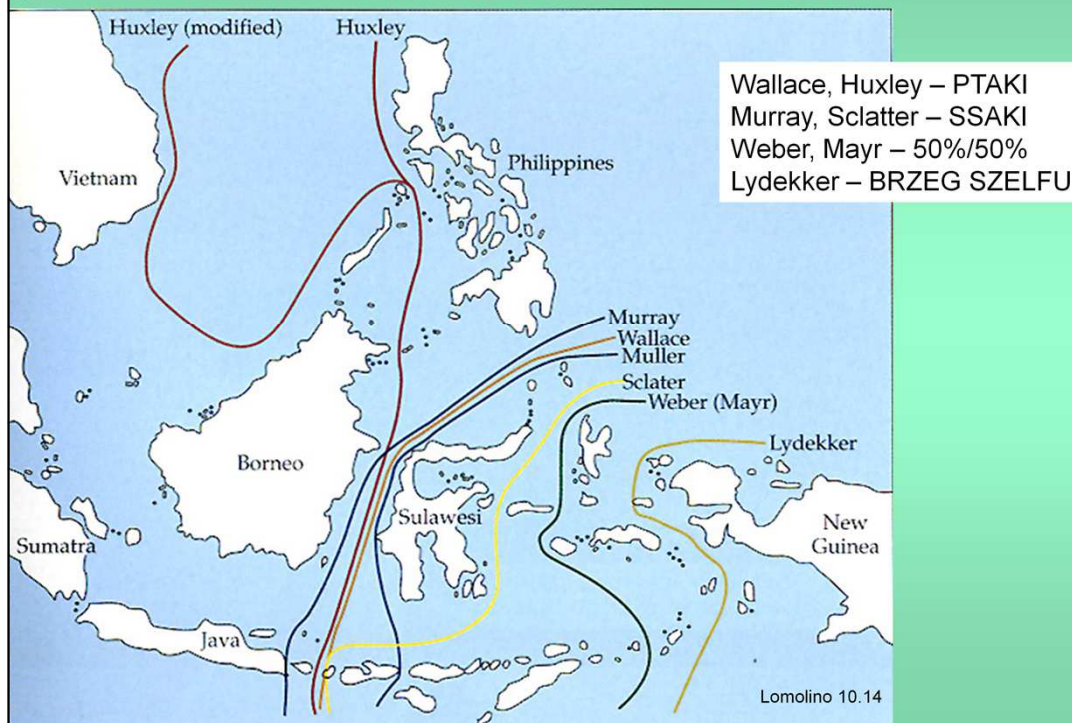 Huxley (modified)
Huxley
Wallace, Huxley – PTAKI
Murray, Sclatter – SSAKI
Weber, Mayr – 50%/50%
Lydekker – BRZEG SZELFU
Vietnam
Philippines
Murray
Wallace
Muller
Sclater
Weber (Mayr)
Lydekker
Borneo
Sulawesi
New
Guinea
Sumatra
Java
Lomolino 10.14